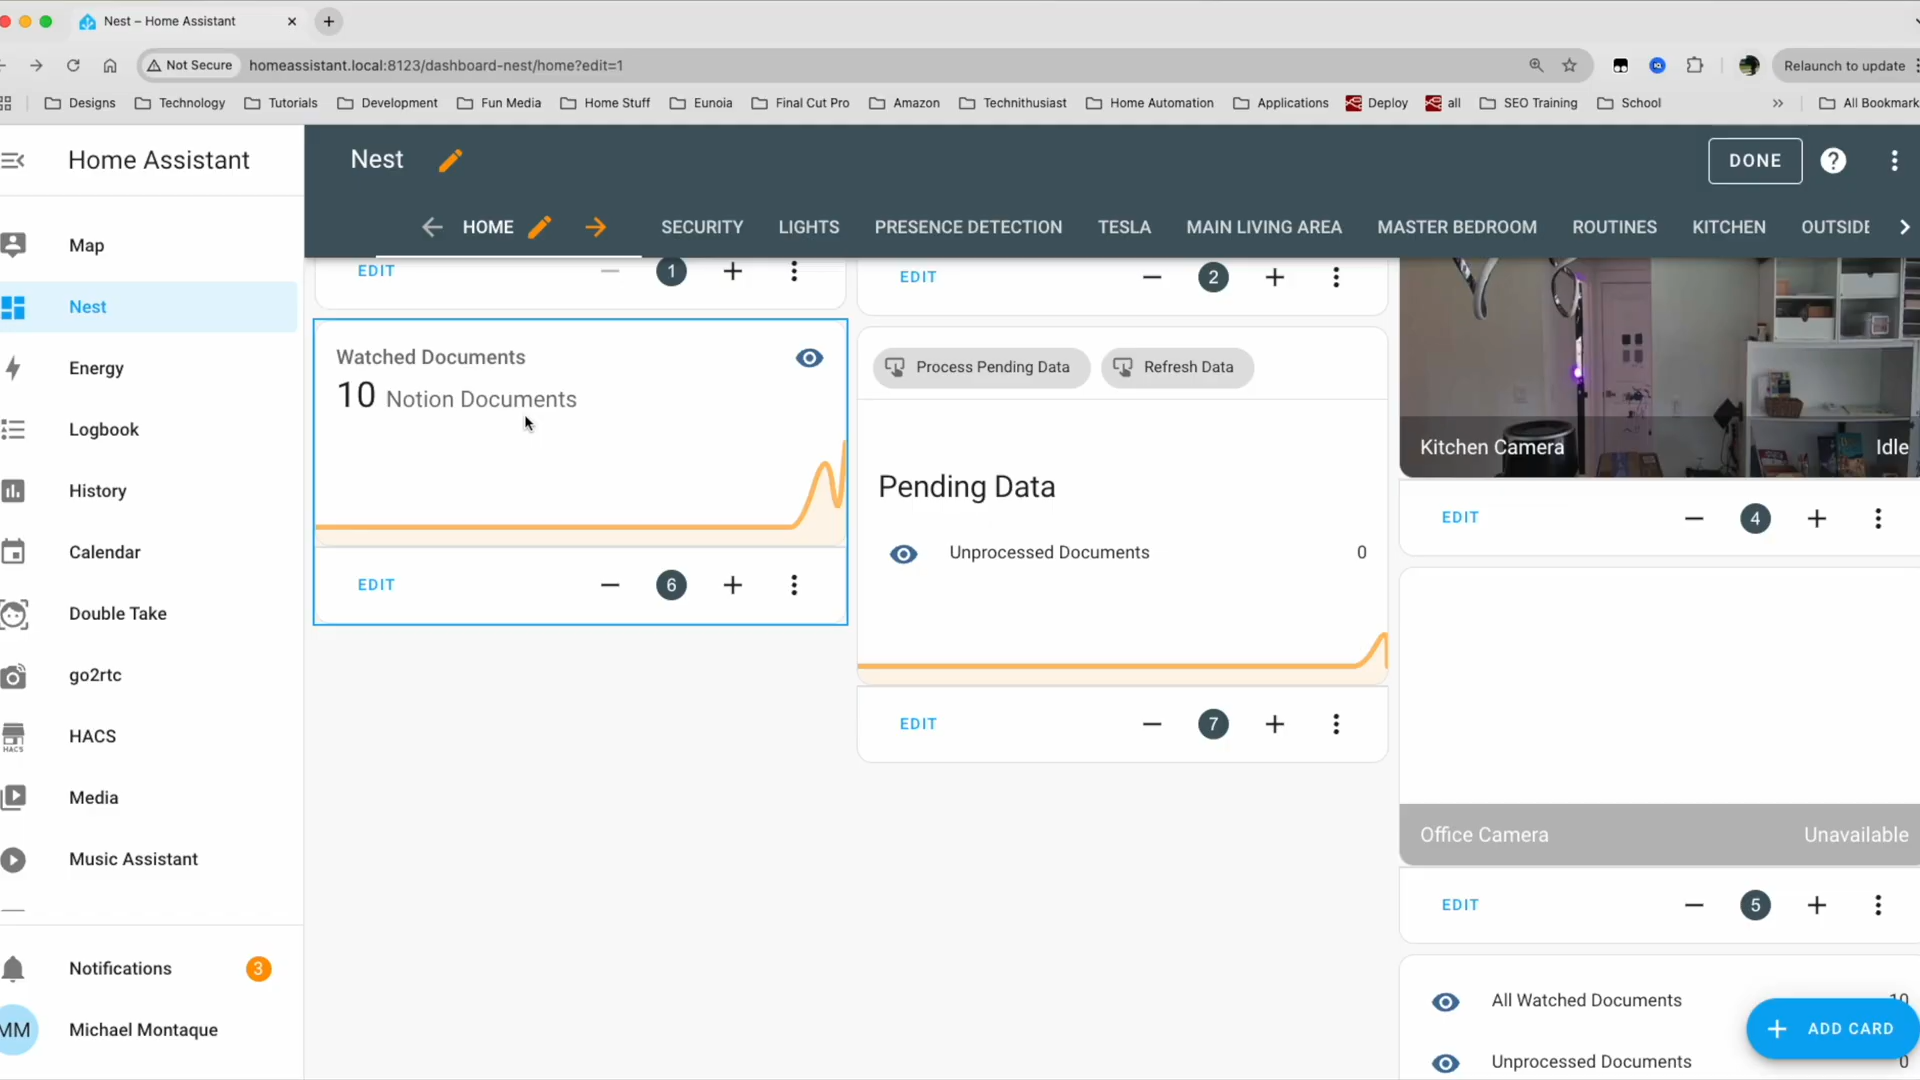 Nest – Home Assistant
Not Secure
homeassistant.local:8123/dashboard-nest/home?edit=1
Relaunch to update
Designs
Technology
Tutorials
Development
Fun Media
Home Stuff
Eunoia
Final Cut Pro
Amazon
Technithusiast
Home Automation
Applications
Deploy
all
SEO Training
School
All Bookmark
Home Assistant
Nest
DONE
HOME
SECURITY
LIGHTS
PRESENCE DETECTION
TESLA
MAIN LIVING AREA
MASTER BEDROOM
ROUTINES
KITCHEN
OUTSIDE
Map
Nest
Energy
Logbook
History
Calendar
Double Take
go2rtc
HACS
HACS
Media
Music Assistant
Notifications
3
MM
Michael Montaque
EDIT
1
Watched Documents
10 Notion Documents
EDIT
6
EDIT
2
Process Pending Data
Refresh Data
Pending Data
Unprocessed Documents
0
EDIT
7
Kitchen Camera
Idle
EDIT
4
Office Camera
Unavailable
EDIT
5
All Watched Documents
10
Unprocessed Documents
0
ADD CARD